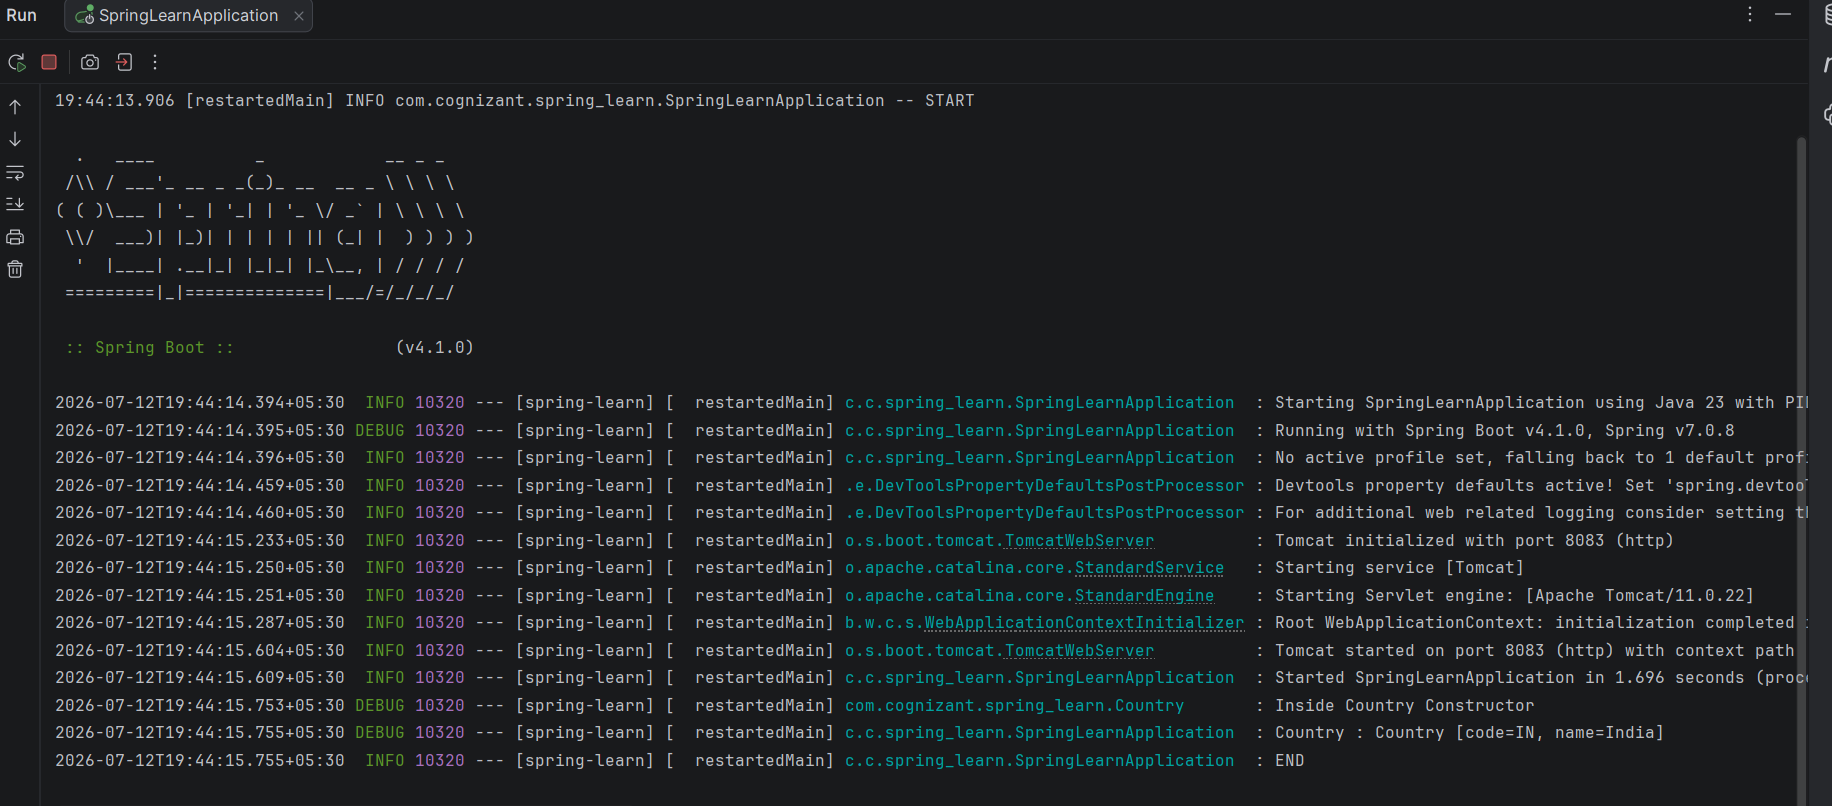 Run SpringLearnApplication
19:44:13.906 [restartedMain] INFO com.cognizant.spring_learn.SpringLearnApplication -- START
  .   ____          _            __ _ _
 /\\ / ___'_ __ _ _(_)_ __  __ _ \ \ \ \
( ( )\___ | '_ | '_| | '_ \/ _` | \ \ \ \
 \\/  ___)| |_)| | | | | || (_| |  ) ) ) )
  '  |____| .__|_| |_|_| |_\__, | / / / /
 =========|_|==============|___/=/_/_/_/
 :: Spring Boot ::                (v4.1.0)
2026-07-12T19:44:14.394+05:30  INFO 10320 --- [spring-learn] [  restartedMain] c.c.spring_learn.SpringLearnApplication  : Starting SpringLearnApplication using Java 23 with
2026-07-12T19:44:14.395+05:30 DEBUG 10320 --- [spring-learn] [  restartedMain] c.c.spring_learn.SpringLearnApplication  : Running with Spring Boot v4.1.0, Spring v7.0.8
2026-07-12T19:44:14.396+05:30  INFO 10320 --- [spring-learn] [  restartedMain] c.c.spring_learn.SpringLearnApplication  : No active profile set, falling back to 1 default
2026-07-12T19:44:14.459+05:30  INFO 10320 --- [spring-learn] [  restartedMain] .e.DevToolsPropertyDefaultsPostProcessor : Devtools property defaults active! Set
2026-07-12T19:44:14.460+05:30  INFO 10320 --- [spring-learn] [  restartedMain] .e.DevToolsPropertyDefaultsPostProcessor : For additional web related logging consider setting
2026-07-12T19:44:15.233+05:30  INFO 10320 --- [spring-learn] [  restartedMain] o.s.boot.tomcat.TomcatWebServer          : Tomcat initialized with port 8083 (http)
2026-07-12T19:44:15.250+05:30  INFO 10320 --- [spring-learn] [  restartedMain] o.apache.catalina.core.StandardService   : Starting service [Tomcat]
2026-07-12T19:44:15.251+05:30  INFO 10320 --- [spring-learn] [  restartedMain] o.apache.catalina.core.StandardEngine    : Starting Servlet engine: [Apache Tomcat/11.0.22]
2026-07-12T19:44:15.287+05:30  INFO 10320 --- [spring-learn] [  restartedMain] b.w.c.s.WebApplicationContextInitializer : Root WebApplicationContext: initialization completed
2026-07-12T19:44:15.604+05:30  INFO 10320 --- [spring-learn] [  restartedMain] o.s.boot.tomcat.TomcatWebServer          : Tomcat started on port 8083 (http) with context path
2026-07-12T19:44:15.609+05:30  INFO 10320 --- [spring-learn] [  restartedMain] c.c.spring_learn.SpringLearnApplication  : Started SpringLearnApplication in 1.696 seconds
2026-07-12T19:44:15.753+05:30 DEBUG 10320 --- [spring-learn] [  restartedMain] com.cognizant.spring_learn.Country       : Inside Country Constructor
2026-07-12T19:44:15.755+05:30 DEBUG 10320 --- [spring-learn] [  restartedMain] c.c.spring_learn.SpringLearnApplication  : Country : Country [code=IN, name=India]
2026-07-12T19:44:15.755+05:30  INFO 10320 --- [spring-learn] [  restartedMain] c.c.spring_learn.SpringLearnApplication  : END